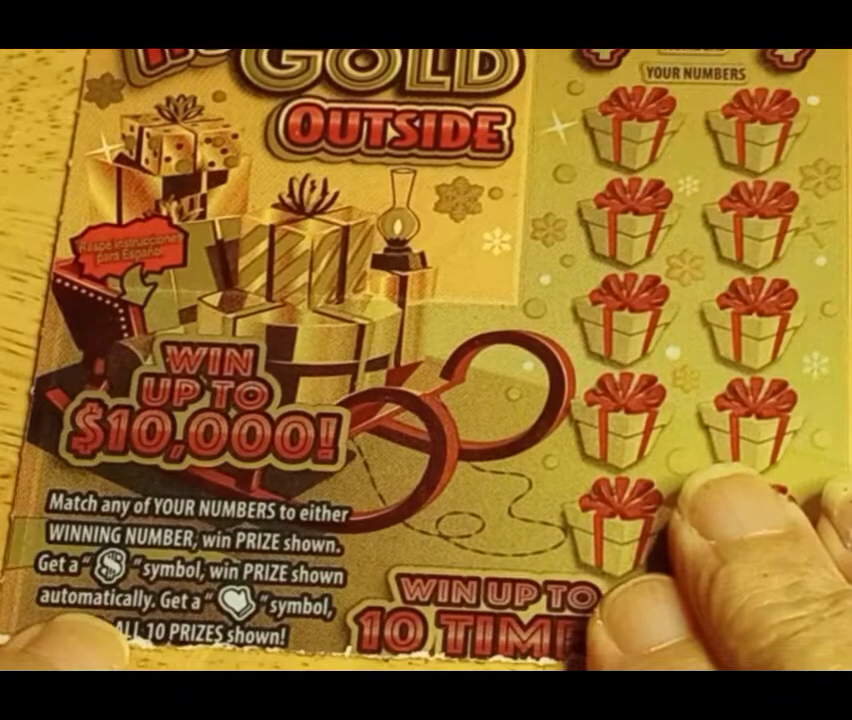 GOLD
OUTSIDE
YOUR NUMBERS
Raspe instrucciones
para Español
WIN
UP TO
$10,000!
Match any of YOUR NUMBERS to either
WINNING NUMBER, win PRIZE shown.
Get a " $ " symbol, win PRIZE shown
automatically. Get a " " symbol,
ALL 10 PRIZES shown!
WIN UP TO
10 TIM